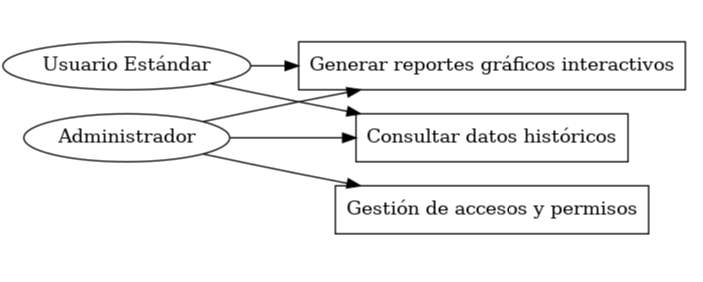 Usuario Estándar
Generar reportes gráficos interactivos
Administrador
Consultar datos históricos
Gestión de accesos y permisos